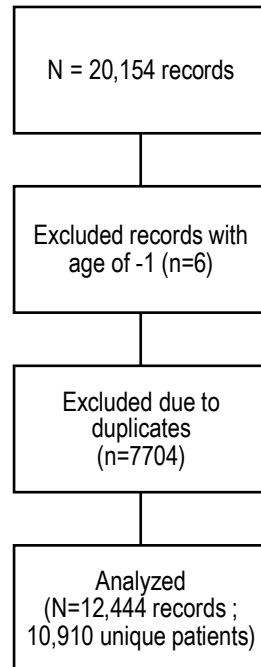 N = 20,154 records
Excluded records with
age of -1 (n=6)
Excluded due to
duplicates
(n=7704)
Analyzed
(N=12,444 records ;
10,910 unique patients)